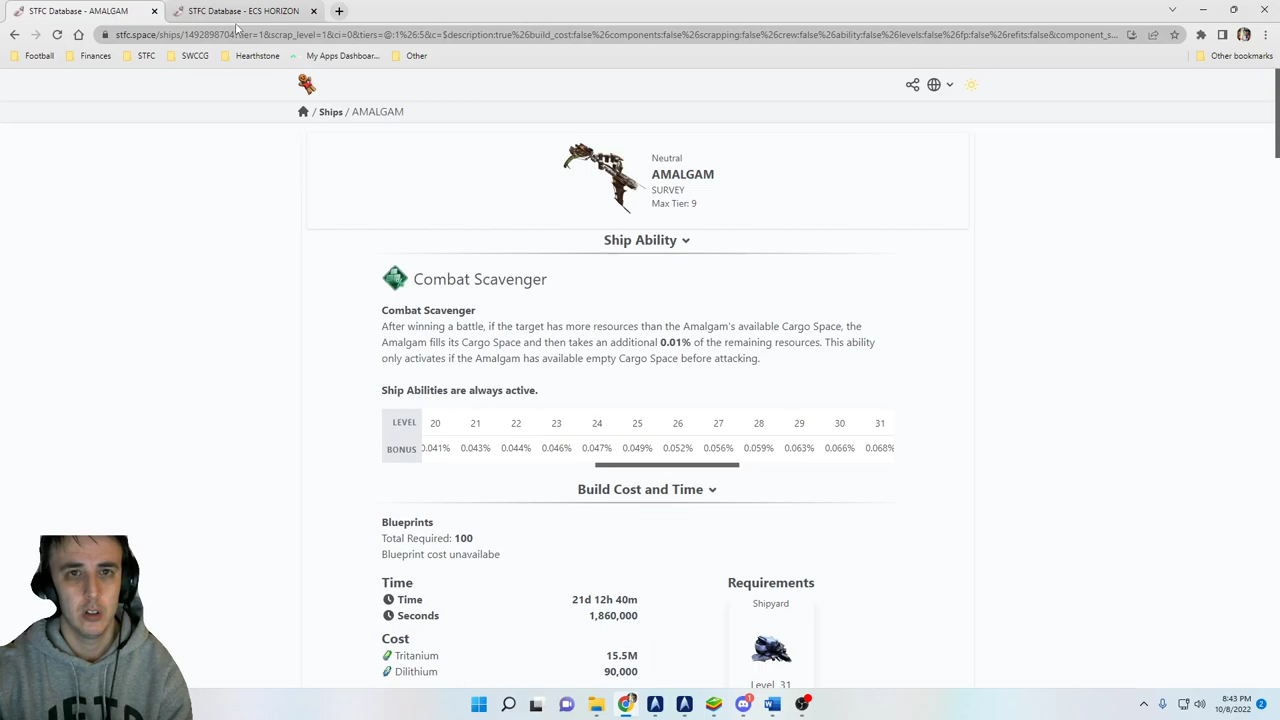 STFC Database - AMALGAM
STFC Database - ECS HORIZON
Football
Finances
STFC
SWCCG
Hearthstone
My Apps Dashboar...
Other
Other bookmarks
/ Ships / AMALGAM
Neutral
AMALGAM
SURVEY
Max Tier: 9
Ship Ability
Combat Scavenger
Combat Scavenger
After winning a battle, if the target has more resources than the Amalgam's available Cargo Space, the
Amalgam fills its Cargo Space and then takes an additional 0.01% of the remaining resources. This ability
only activates if the Amalgam has available empty Cargo Space before attacking.
Ship Abilities are always active.
LEVEL 20 21 22 23 24 25 26 27 28 29 30 31
BONUS 0.041% 0.043% 0.044% 0.046% 0.047% 0.049% 0.052% 0.056% 0.059% 0.063% 0.066% 0.068%
Build Cost and Time
Blueprints
Total Required: 100
Blueprint cost unavailabe
Time
Time 21d 12h 40m
Seconds 1,860,000
Cost
Tritanium 15.5M
Dilithium 90,000
Requirements
Shipyard
Level 31
8:43 PM
10/8/2022